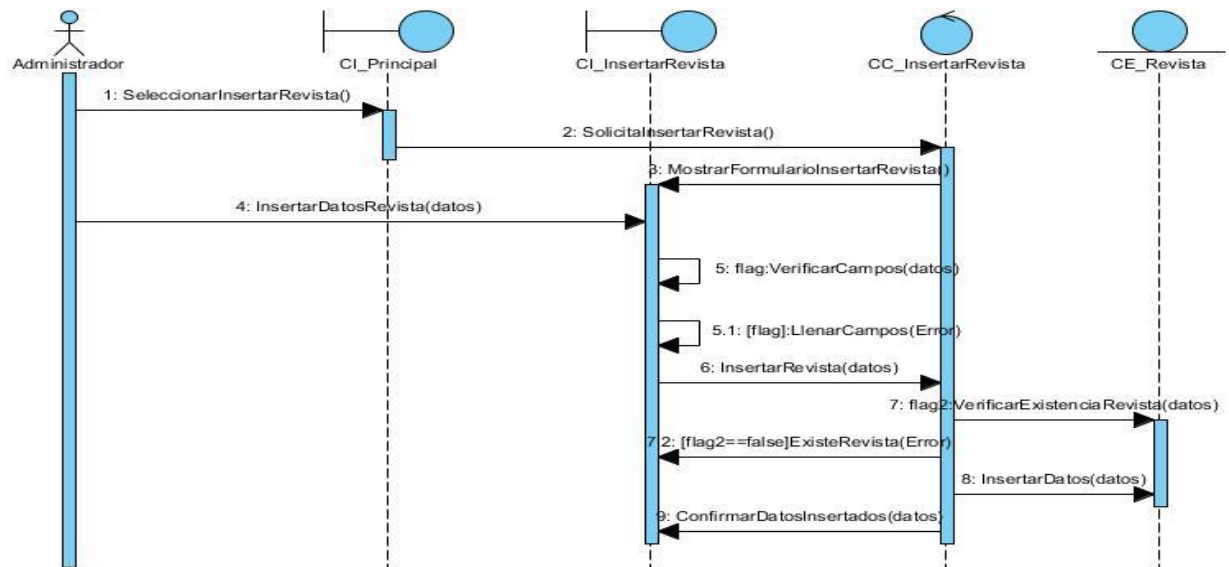 Administrador
CI_Principal
CI_InsertarRevista
CC_InsertarRevista
CE_Revista
1: SeleccionarInsertarRevista()
2: SolicitaInsertarRevista()
3: MostrarFormularioInsertarRevista()
4: InsertarDatosRevista(datos)
5: flag:VerificarCampos(datos)
5.1: [flag]:LlenarCampos(Error)
6: InsertarRevista(datos)
7: flag2:VerificarExistenciaRevista(datos)
7.2: [flag2==false]ExisteRevista(Error)
8: InsertarDatos(datos)
9: ConfirmarDatosInsertados(datos)